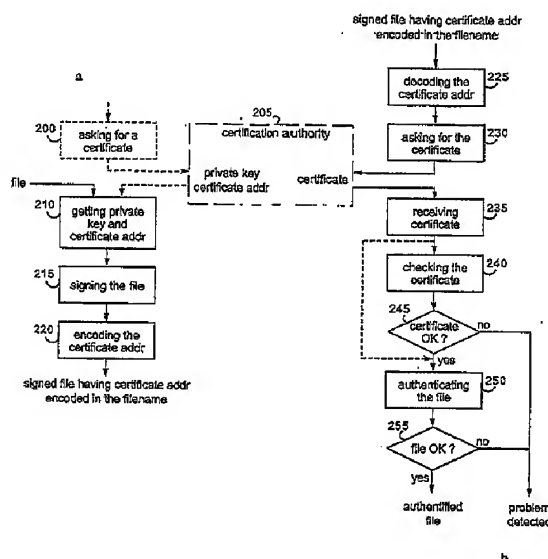 a
200
asking for a
certificate
file
210
getting private
key and
certificate addr
215
signing the file
220
encoding the
certificate addr
signed file having certificate addr
encoded in the filename
205
certification authority
private key
certificate addr
certificate
signed file having certificate addr
encoded in the filename
225
decoding the
certificate addr
230
asking for the
certificate
235
receiving
certificate
240
checking the
certificate
245
certificate
OK ?
no
yes
250
authenticating
the file
255
file OK ?
no
yes
authentified
file
problem
detected
b